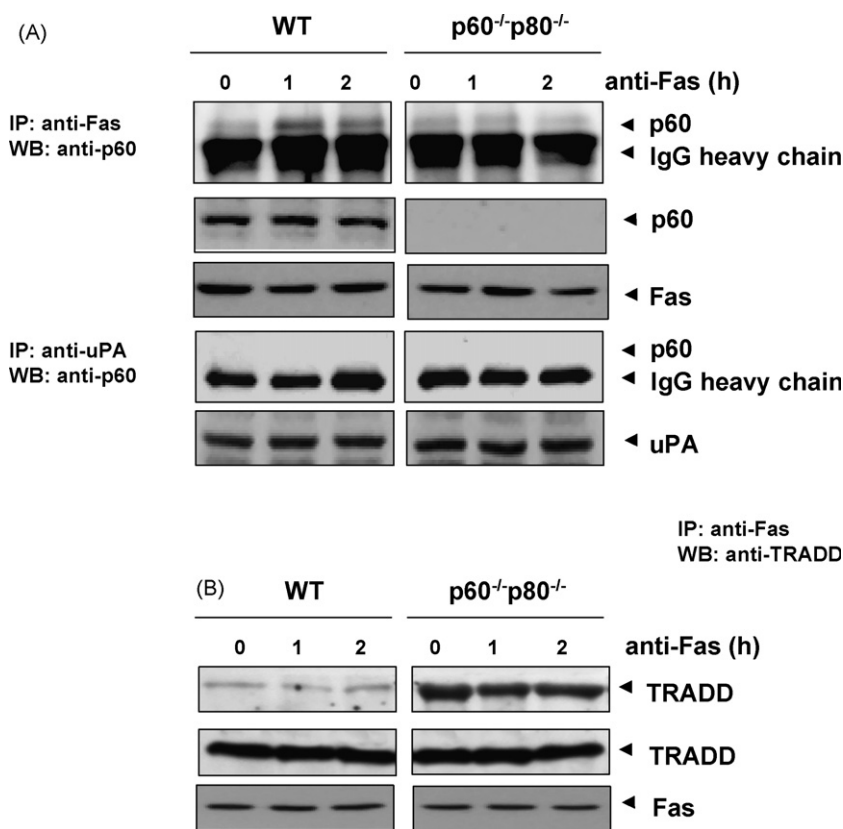 (A)
WT p60-/-p80-/-
0 1 2 0 1 2 anti-Fas (h)
IP: anti-Fas
WB: anti-p60
p60
IgG heavy chain
p60
Fas
IP: anti-uPA
WB: anti-p60
p60
IgG heavy chain
uPA
IP: anti-Fas
WB: anti-TRADD
(B)
WT p60-/-p80-/-
0 1 2 0 1 2 anti-Fas (h)
TRADD
TRADD
Fas